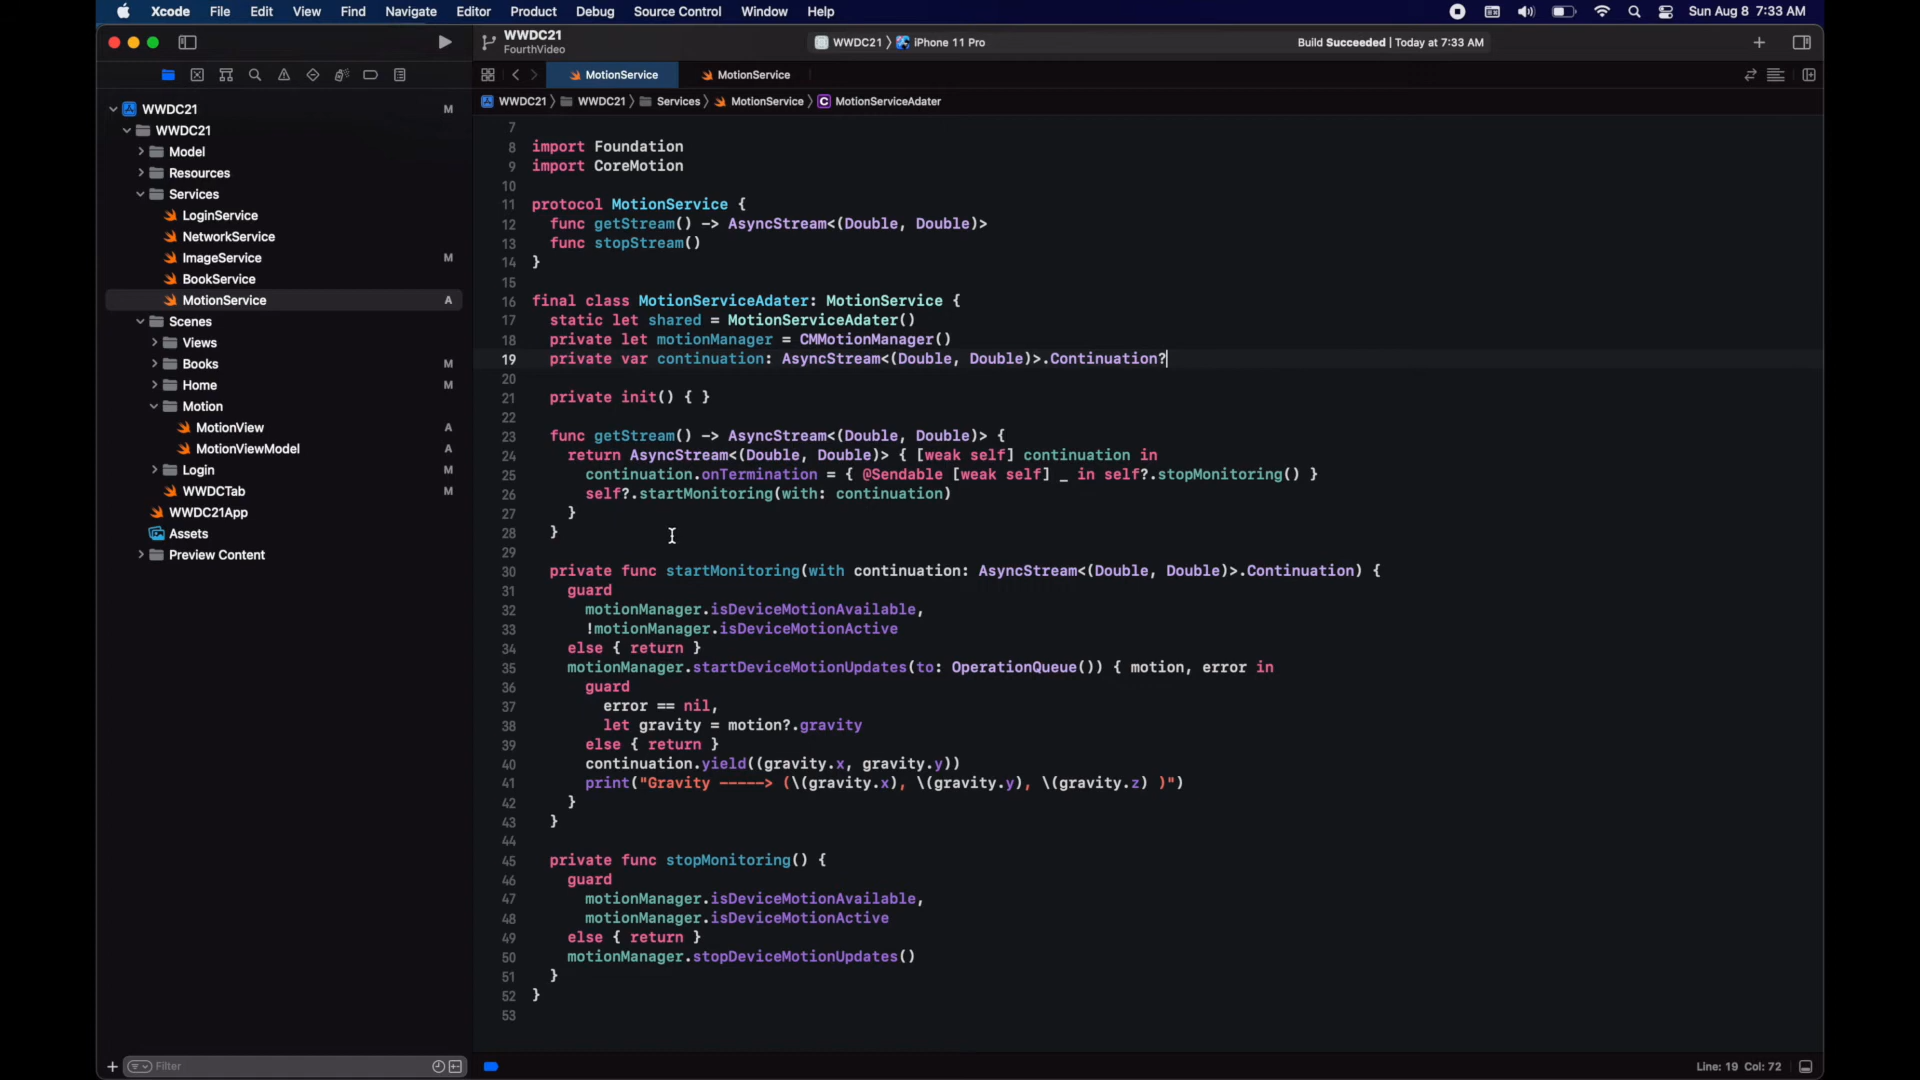 Xcode File Edit View Find Navigate Editor Product Debug Source Control Window Help Sun Aug 8 7:33 AM
WWDC21
FourthVideo
WWDC21 iPhone 11 Pro
Build Succeeded | Today at 7:33 AM
MotionService MotionService
WWDC21 WWDC21 Services MotionService C MotionServiceAdater
WWDC21 M
WWDC21
Model
Resources
Services
LoginService
NetworkService
ImageService M
BookService
MotionService A
Scenes
Views
Books M
Home M
Motion
MotionView A
MotionViewModel A
Login M
WWDCTab M
WWDC21App
Assets
Preview Content
7
8 import Foundation
9 import CoreMotion
10
11 protocol MotionService {
12 func getStream() -> AsyncStream<(Double, Double)>
13 func stopStream()
14 }
15
16 final class MotionServiceAdater: MotionService {
17 static let shared = MotionServiceAdater()
18 private let motionManager = CMMotionManager()
19 private var continuation: AsyncStream<(Double, Double)>.Continuation?
20
21 private init() { }
22
23 func getStream() -> AsyncStream<(Double, Double)> {
24 return AsyncStream<(Double, Double)> { [weak self] continuation in
25 continuation.onTermination = { @Sendable [weak self] _ in self?.stopMonitoring() }
26 self?.startMonitoring(with: continuation)
27 }
28 }
29
30 private func startMonitoring(with continuation: AsyncStream<(Double, Double)>.Continuation) {
31 guard
32 motionManager.isDeviceMotionAvailable,
33 !motionManager.isDeviceMotionActive
34 else { return }
35 motionManager.startDeviceMotionUpdates(to: OperationQueue()) { motion, error in
36 guard
37 error == nil,
38 let gravity = motion?.gravity
39 else { return }
40 continuation.yield((gravity.x, gravity.y))
41 print("Gravity -----> (\(gravity.x), \(gravity.y), \(gravity.z) )")
42 }
43 }
44
45 private func stopMonitoring() {
46 guard
47 motionManager.isDeviceMotionAvailable,
48 motionManager.isDeviceMotionActive
49 else { return }
50 motionManager.stopDeviceMotionUpdates()
51 }
52 }
53
Filter
Line: 19 Col: 72